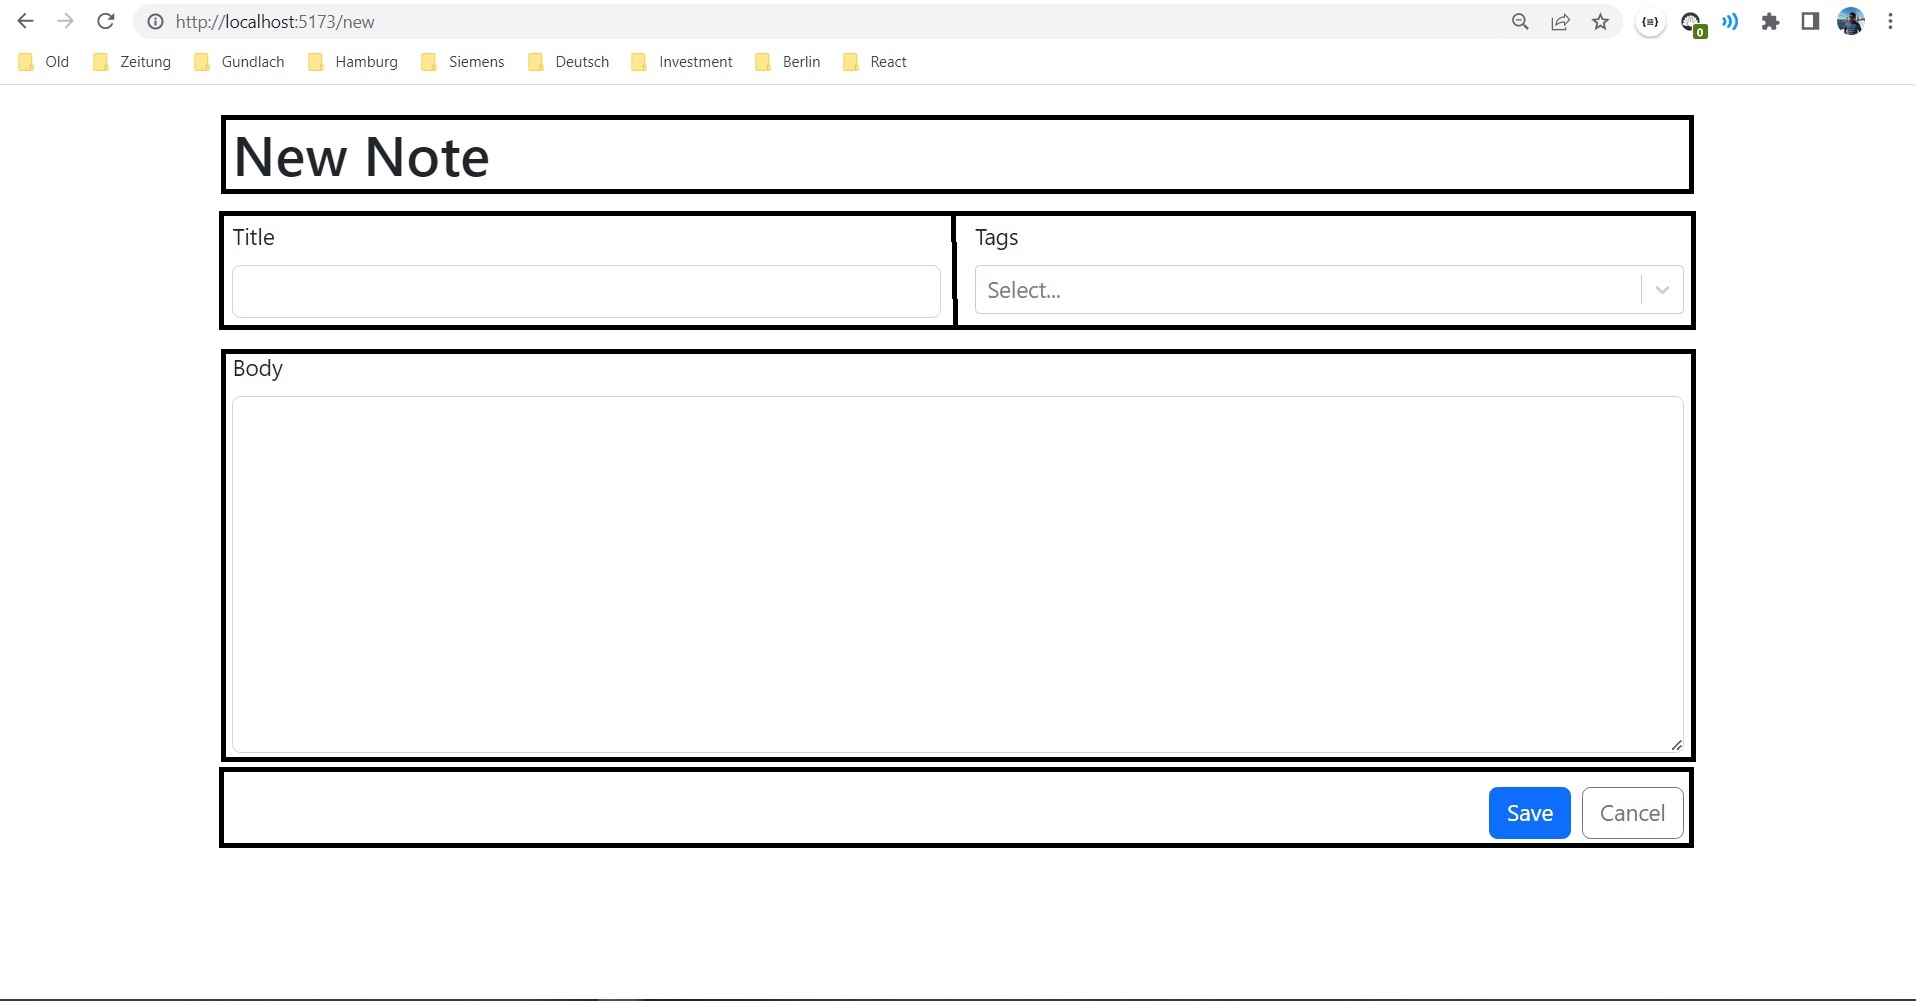 http://localhost:5173/new
0
Old Zeitung Gundlach Hamburg Siemens Deutsch Investment Berlin React
New Note
Title Tags
Select...
Body
Save Cancel